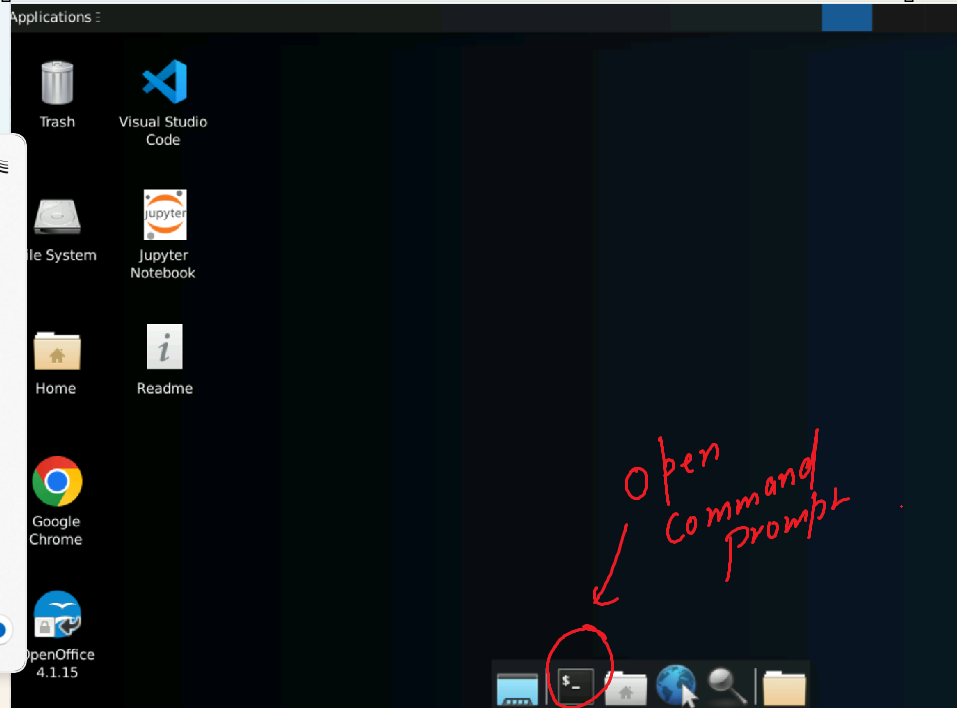 Applications
Trash
Visual Studio
Code
ile System
jupyter
Jupyter
Notebook
Home
i
Readme
Google
Chrome
OpenOffice
4.1.15
Open
Command
prompt
$_